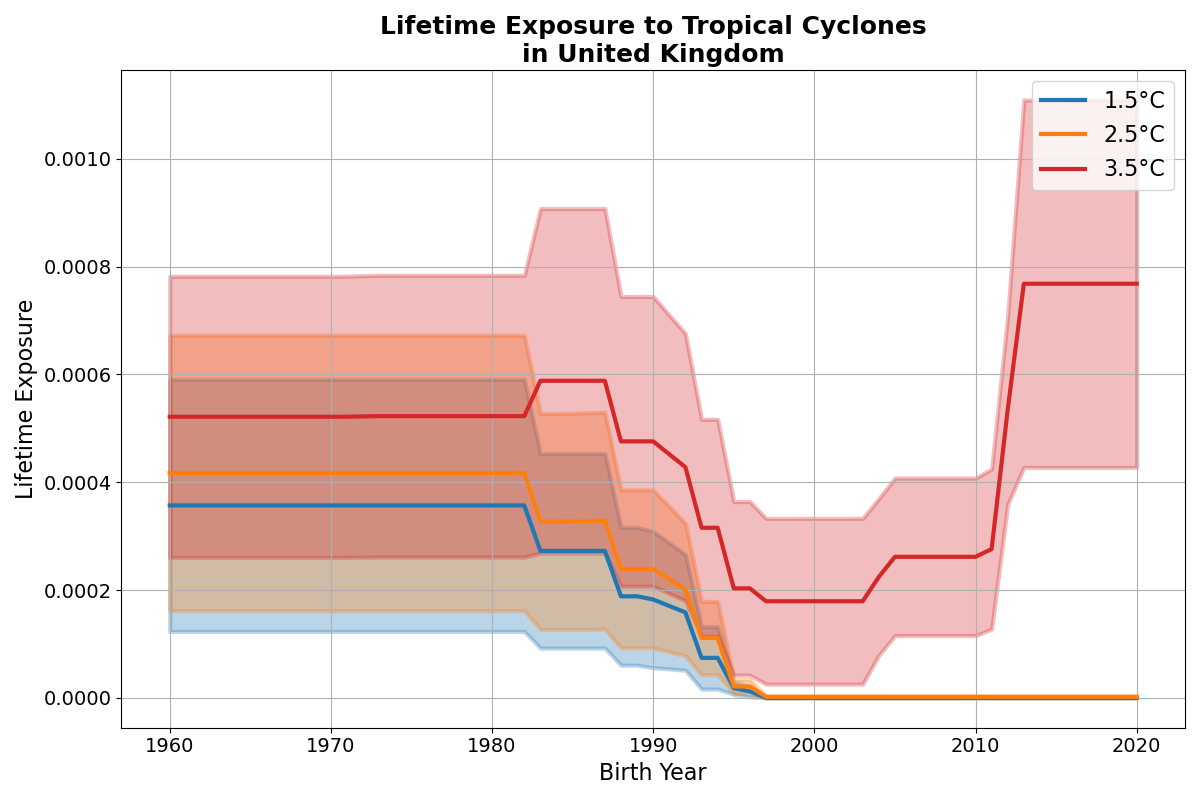 Lifetime Exposure to Tropical Cyclones
in United Kingdom
1.5°C
2.5°C
3.5°C
0.0010
0.0008
0.0006
0.0004
0.0002
0.0000
Lifetime Exposure
1960 1970 1980 1990 2000 2010 2020
Birth Year